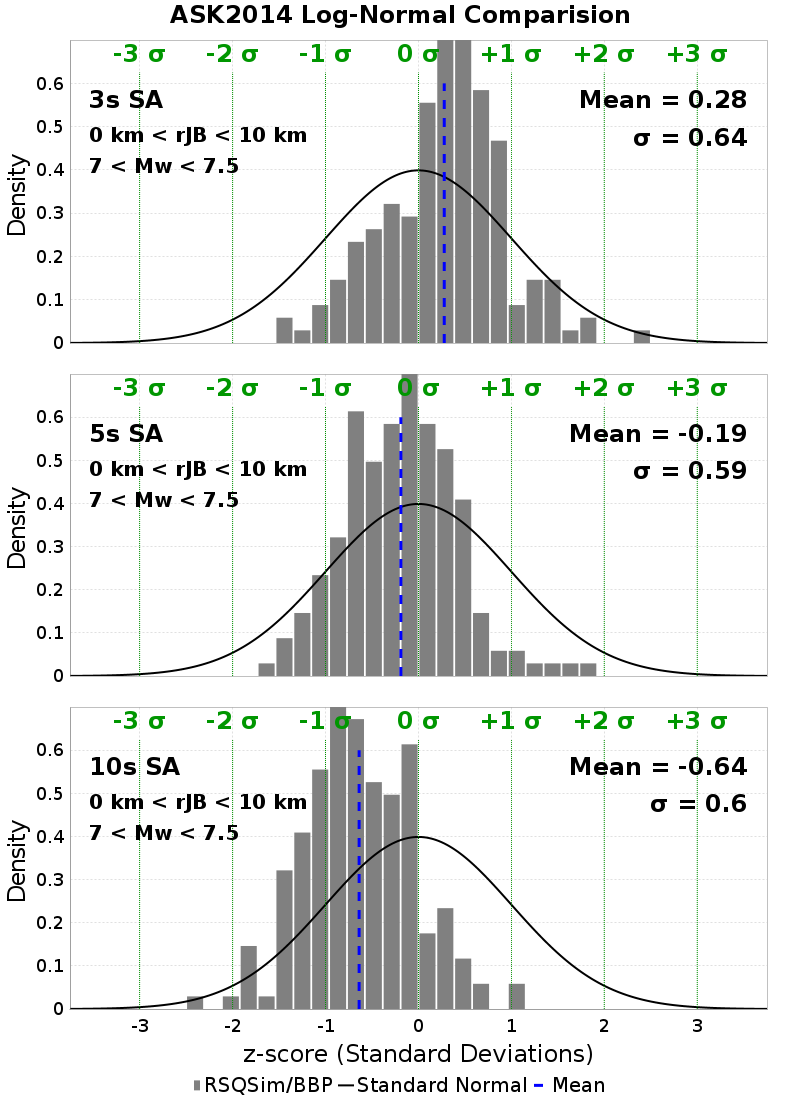 ASK2014 Log-Normal Comparision
-3 σ -2 σ -1 σ 0 σ +1 σ +2 σ +3 σ
0.6
3s SA Mean = 0.28
0.5
0 km < rJB < 10 km σ = 0.64
7 < Mw < 7.5
0.4
Density
0.3
0.2
0.1
0
-3 σ -2 σ -1 σ 0 σ +1 σ +2 σ +3 σ
0.6
5s SA Mean = -0.19
0.5
0 km < rJB < 10 km σ = 0.59
7 < Mw < 7.5
0.4
Density
0.3
0.2
0.1
0
-3 σ -2 σ -1 σ 0 σ +1 σ +2 σ +3 σ
0.6
10s SA Mean = -0.64
0.5
0 km < rJB < 10 km σ = 0.6
7 < Mw < 7.5
0.4
Density
0.3
0.2
0.1
0
-3 -2 -1 0 1 2 3
z-score (Standard Deviations)
RSQSim/BBP Standard Normal Mean